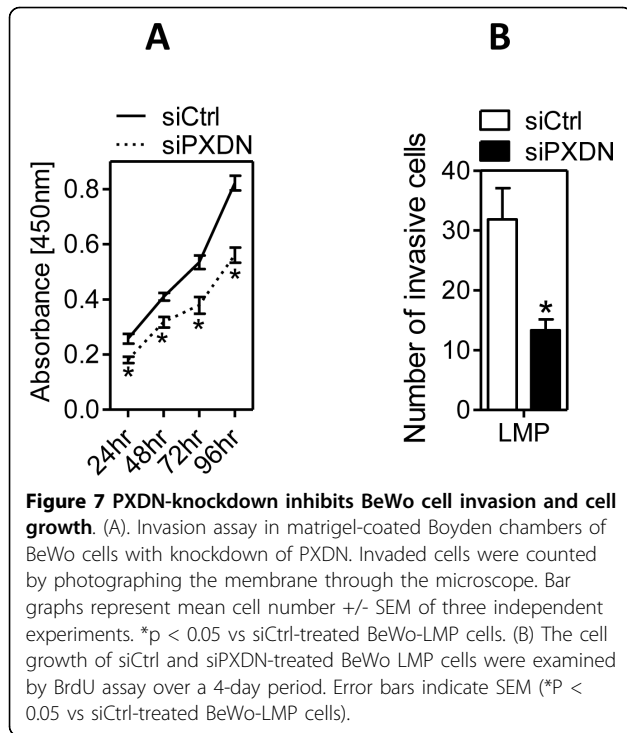 A
B
siCtrl
siPXDN
siCtrl
siPXDN
Absorbance [450nm]
0.8
0.6
0.4
0.2
0.0
*
*
*
*
24hr
48hr
72hr
96hr
Number of invasive cells
40
30
20
10
0
*
LMP
Figure 7 PXDN-knockdown inhibits BeWo cell invasion and cell
growth. (A). Invasion assay in matrigel-coated Boyden chambers of
BeWo cells with knockdown of PXDN. Invaded cells were counted
by photographing the membrane through the microscope. Bar
graphs represent mean cell number +/- SEM of three independent
experiments. *p < 0.05 vs siCtrl-treated BeWo-LMP cells. (B) The cell
growth of siCtrl and siPXDN-treated BeWo LMP cells were examined
by BrdU assay over a 4-day period. Error bars indicate SEM (*P <
0.05 vs siCtrl-treated BeWo-LMP cells).